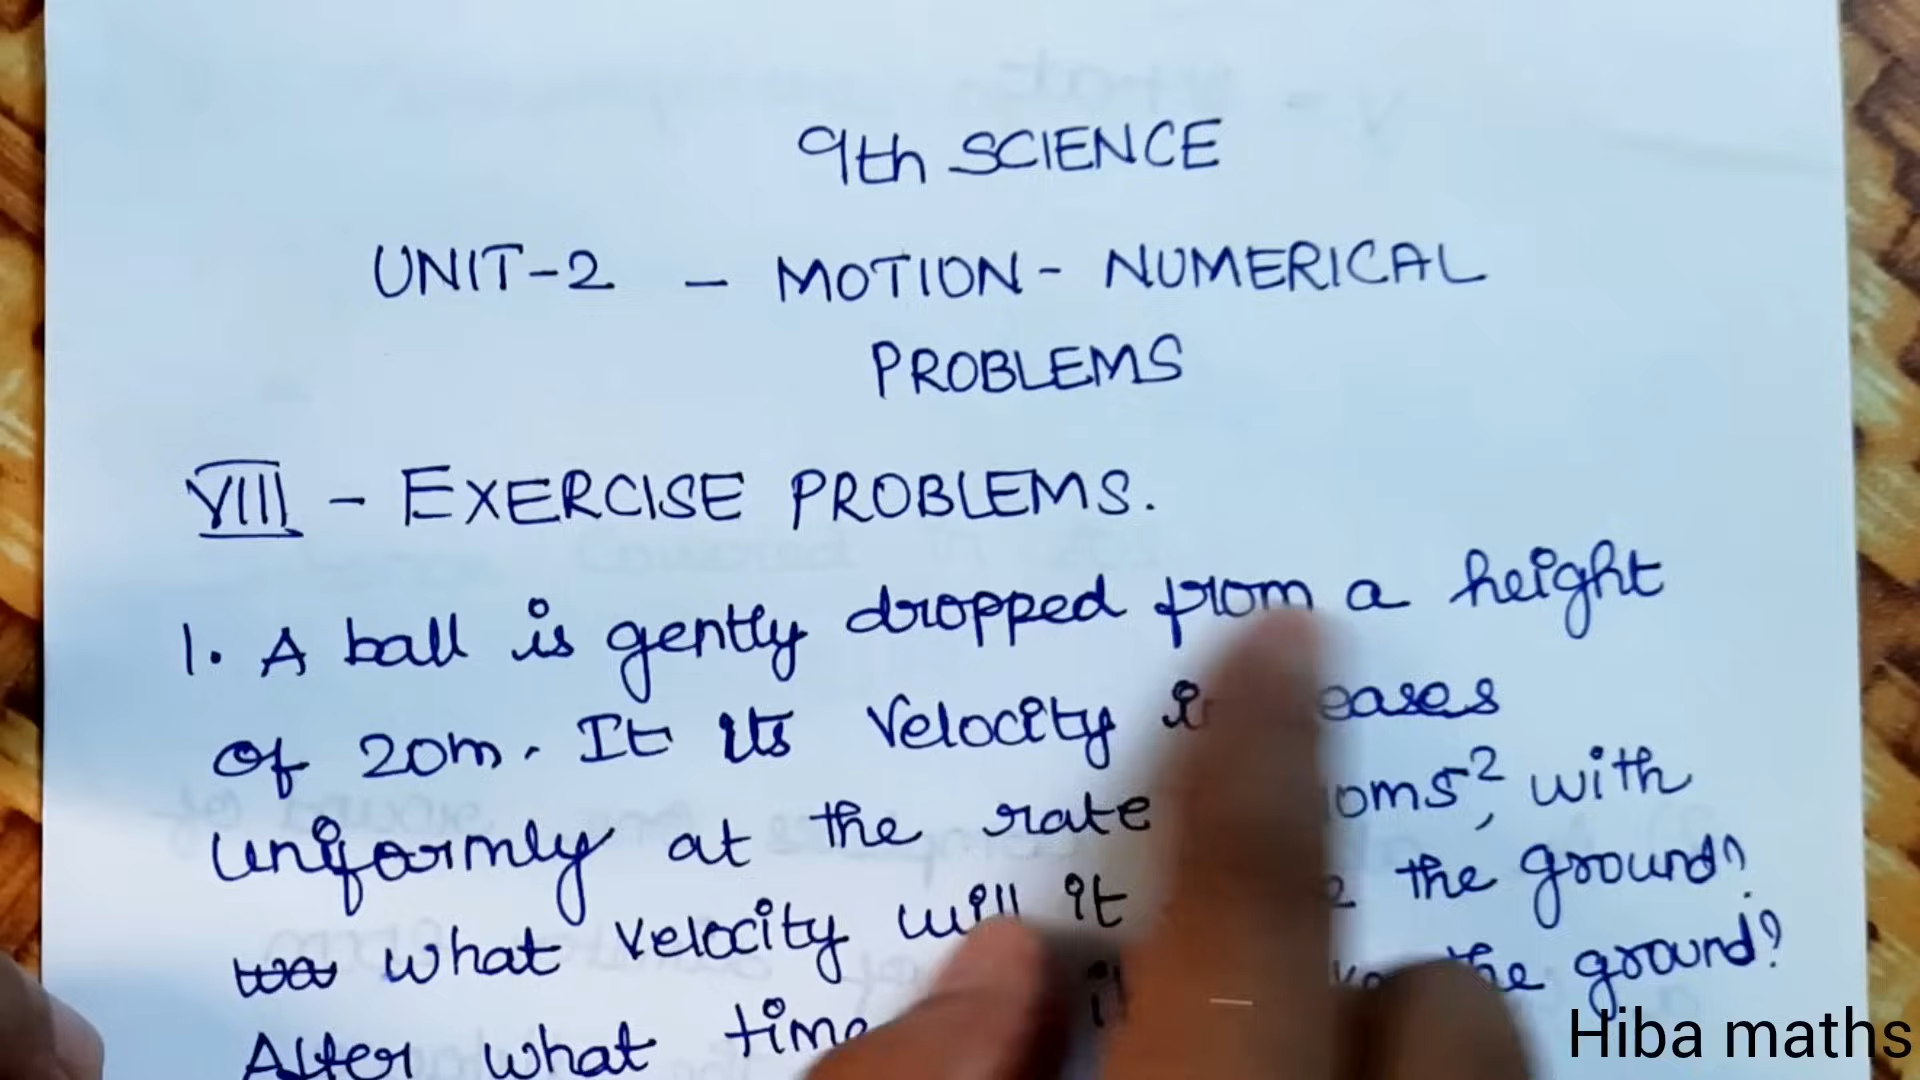 9th SCIENCE
UNIT-2 - MOTION - NUMERICAL
PROBLEMS
VIII - EXERCISE PROBLEMS.
1. A ball is gently dropped from a height
of 20m. It its Velocity
uniformly at the rate with
what velocity will it the ground?
After what time the ground?
Hiba maths